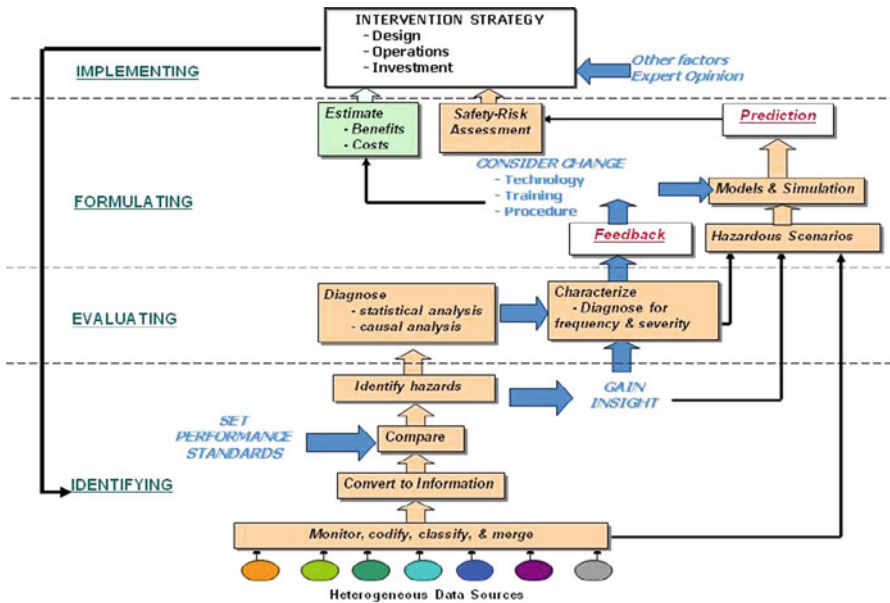 INTERVENTION STRATEGY
- Design
- Operations
- Investment
IMPLEMENTING
Other factors
Expert Opinion
Estimate
- Benefits
- Costs
Safety-Risk
Assessment
Prediction
CONSIDER CHANGE
- Technology
- Training
- Procedure
Models & Simulation
FORMULATING
Feedback
Hazardous Scenarios
EVALUATING
Diagnose
- statistical analysis
- causal analysis
Characterize
- Diagnose for
frequency & severity
Identify hazards
GAIN
INSIGHT
SET
PERFORMANCE
STANDARDS
Compare
IDENTIFYING
Convert to Information
Monitor, codify, classify, & merge
Heterogeneous Data Sources